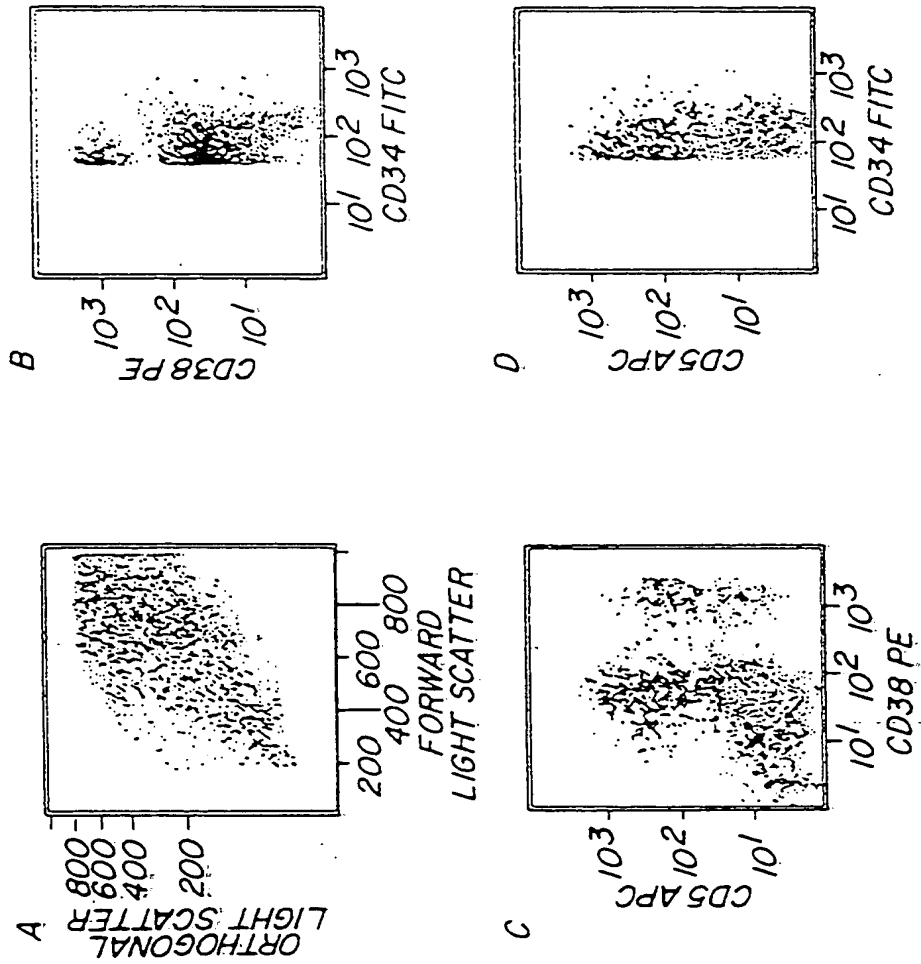 A
ORTHOGONAL
LIGHT SCATTER
800
600
400
200
200 400 600 800
FORWARD
LIGHT SCATTER
B
CD38 PE
10³
10²
10¹
10¹ 10² 10³
CD34 FITC
C
CD5 APC
10³
10²
10¹
10¹ 10² 10³
CD38 PE
D
CD5 APC
10³
10²
10¹
10¹ 10² 10³
CD34 FITC